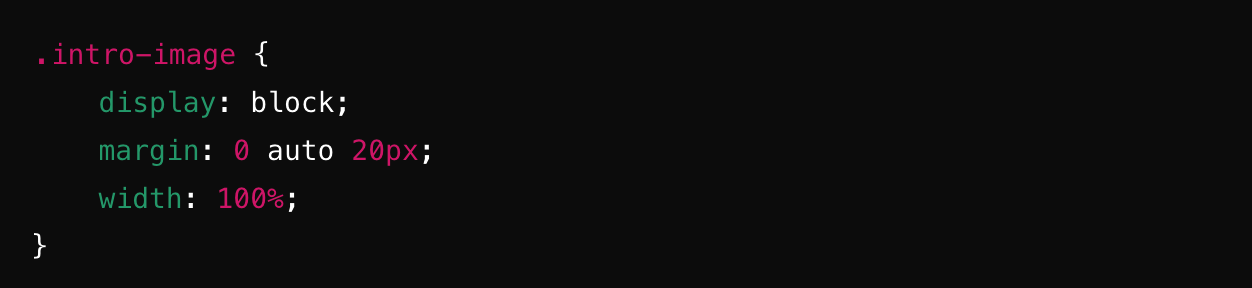 .intro-image {
    display: block;
    margin: 0 auto 20px;
    width: 100%;
}